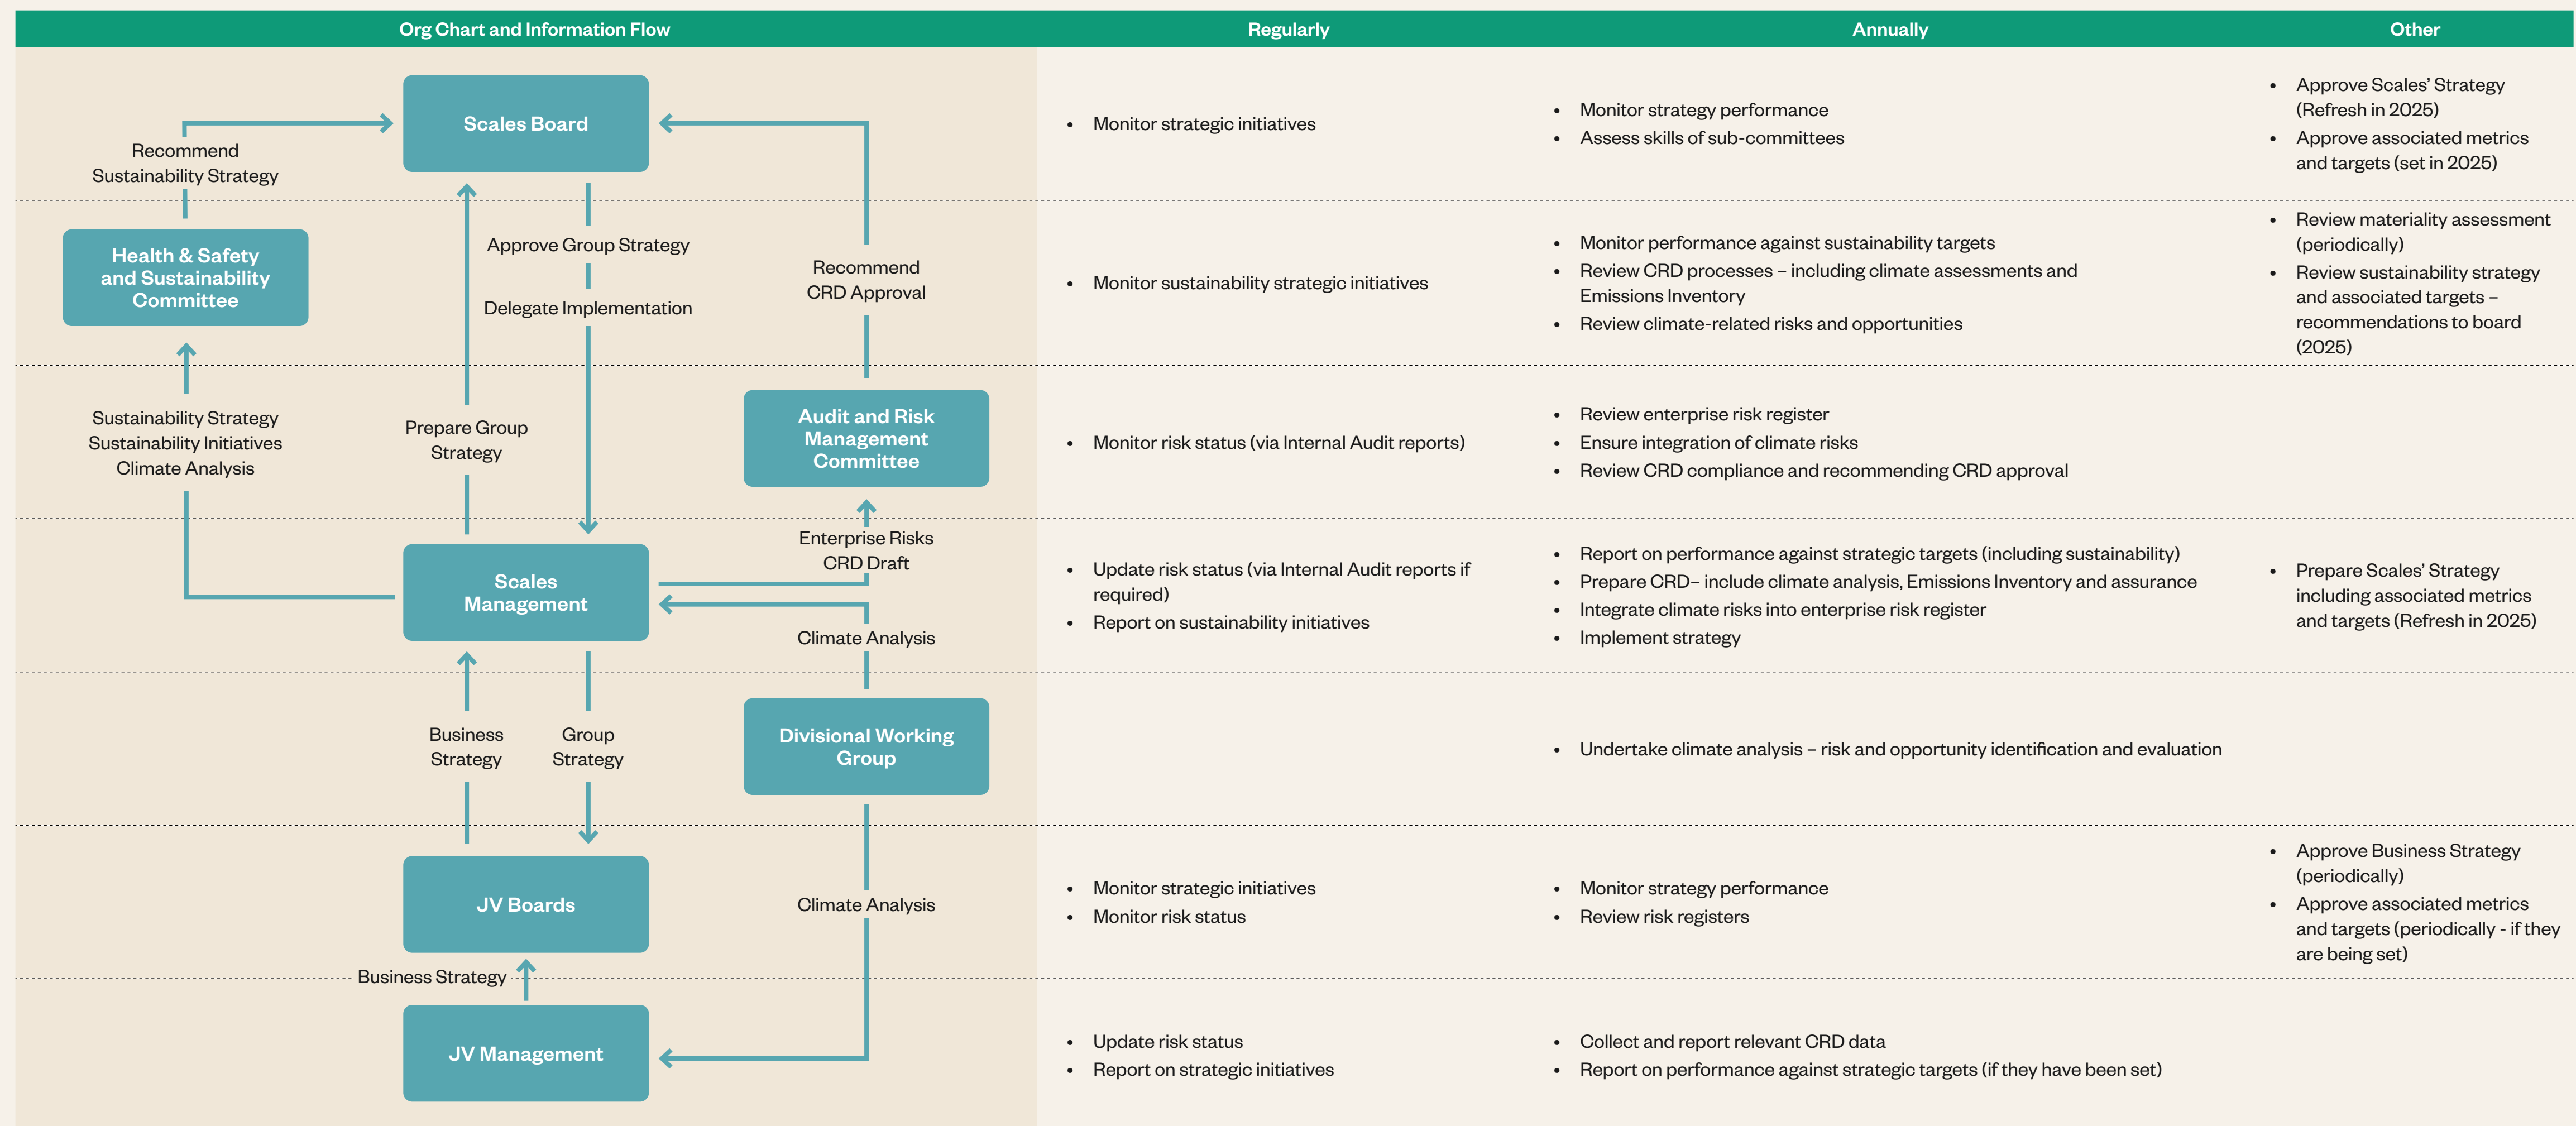 Org Chart and Information Flow
Regularly
Annually
Other
Scales Board
Recommend
Sustainability Strategy
• Monitor strategic initiatives
• Monitor strategy performance
• Assess skills of sub-committees
• Approve Scales’ Strategy
(Refresh in 2025)
• Approve associated metrics
and targets (set in 2025)
Health & Safety
and Sustainability
Committee
Approve Group Strategy
Delegate Implementation
Recommend
CRD Approval
• Monitor sustainability strategic initiatives
• Monitor performance against sustainability targets
• Review CRD processes – including climate assessments and
Emissions Inventory
• Review climate-related risks and opportunities
• Review materiality assessment
(periodically)
• Review sustainability strategy
and associated targets –
recommendations to board
(2025)
Sustainability Strategy
Sustainability Initiatives
Climate Analysis
Prepare Group
Strategy
Audit and Risk
Management
Committee
• Monitor risk status (via Internal Audit reports)
• Review enterprise risk register
• Ensure integration of climate risks
• Review CRD compliance and recommending CRD approval
Enterprise Risks
CRD Draft
Scales
Management
Climate Analysis
• Update risk status (via Internal Audit reports if
required)
• Report on sustainability initiatives
• Report on performance against strategic targets (including sustainability)
• Prepare CRD– include climate analysis, Emissions Inventory and assurance
• Integrate climate risks into enterprise risk register
• Implement strategy
• Prepare Scales’ Strategy
including associated metrics
and targets (Refresh in 2025)
Business
Strategy
Group
Strategy
Divisional Working
Group
• Undertake climate analysis – risk and opportunity identification and evaluation
JV Boards
Climate Analysis
• Monitor strategic initiatives
• Monitor risk status
• Monitor strategy performance
• Review risk registers
• Approve Business Strategy
(periodically)
• Approve associated metrics
and targets (periodically - if they
are being set)
Business Strategy
JV Management
• Update risk status
• Report on strategic initiatives
• Collect and report relevant CRD data
• Report on performance against strategic targets (if they have been set)